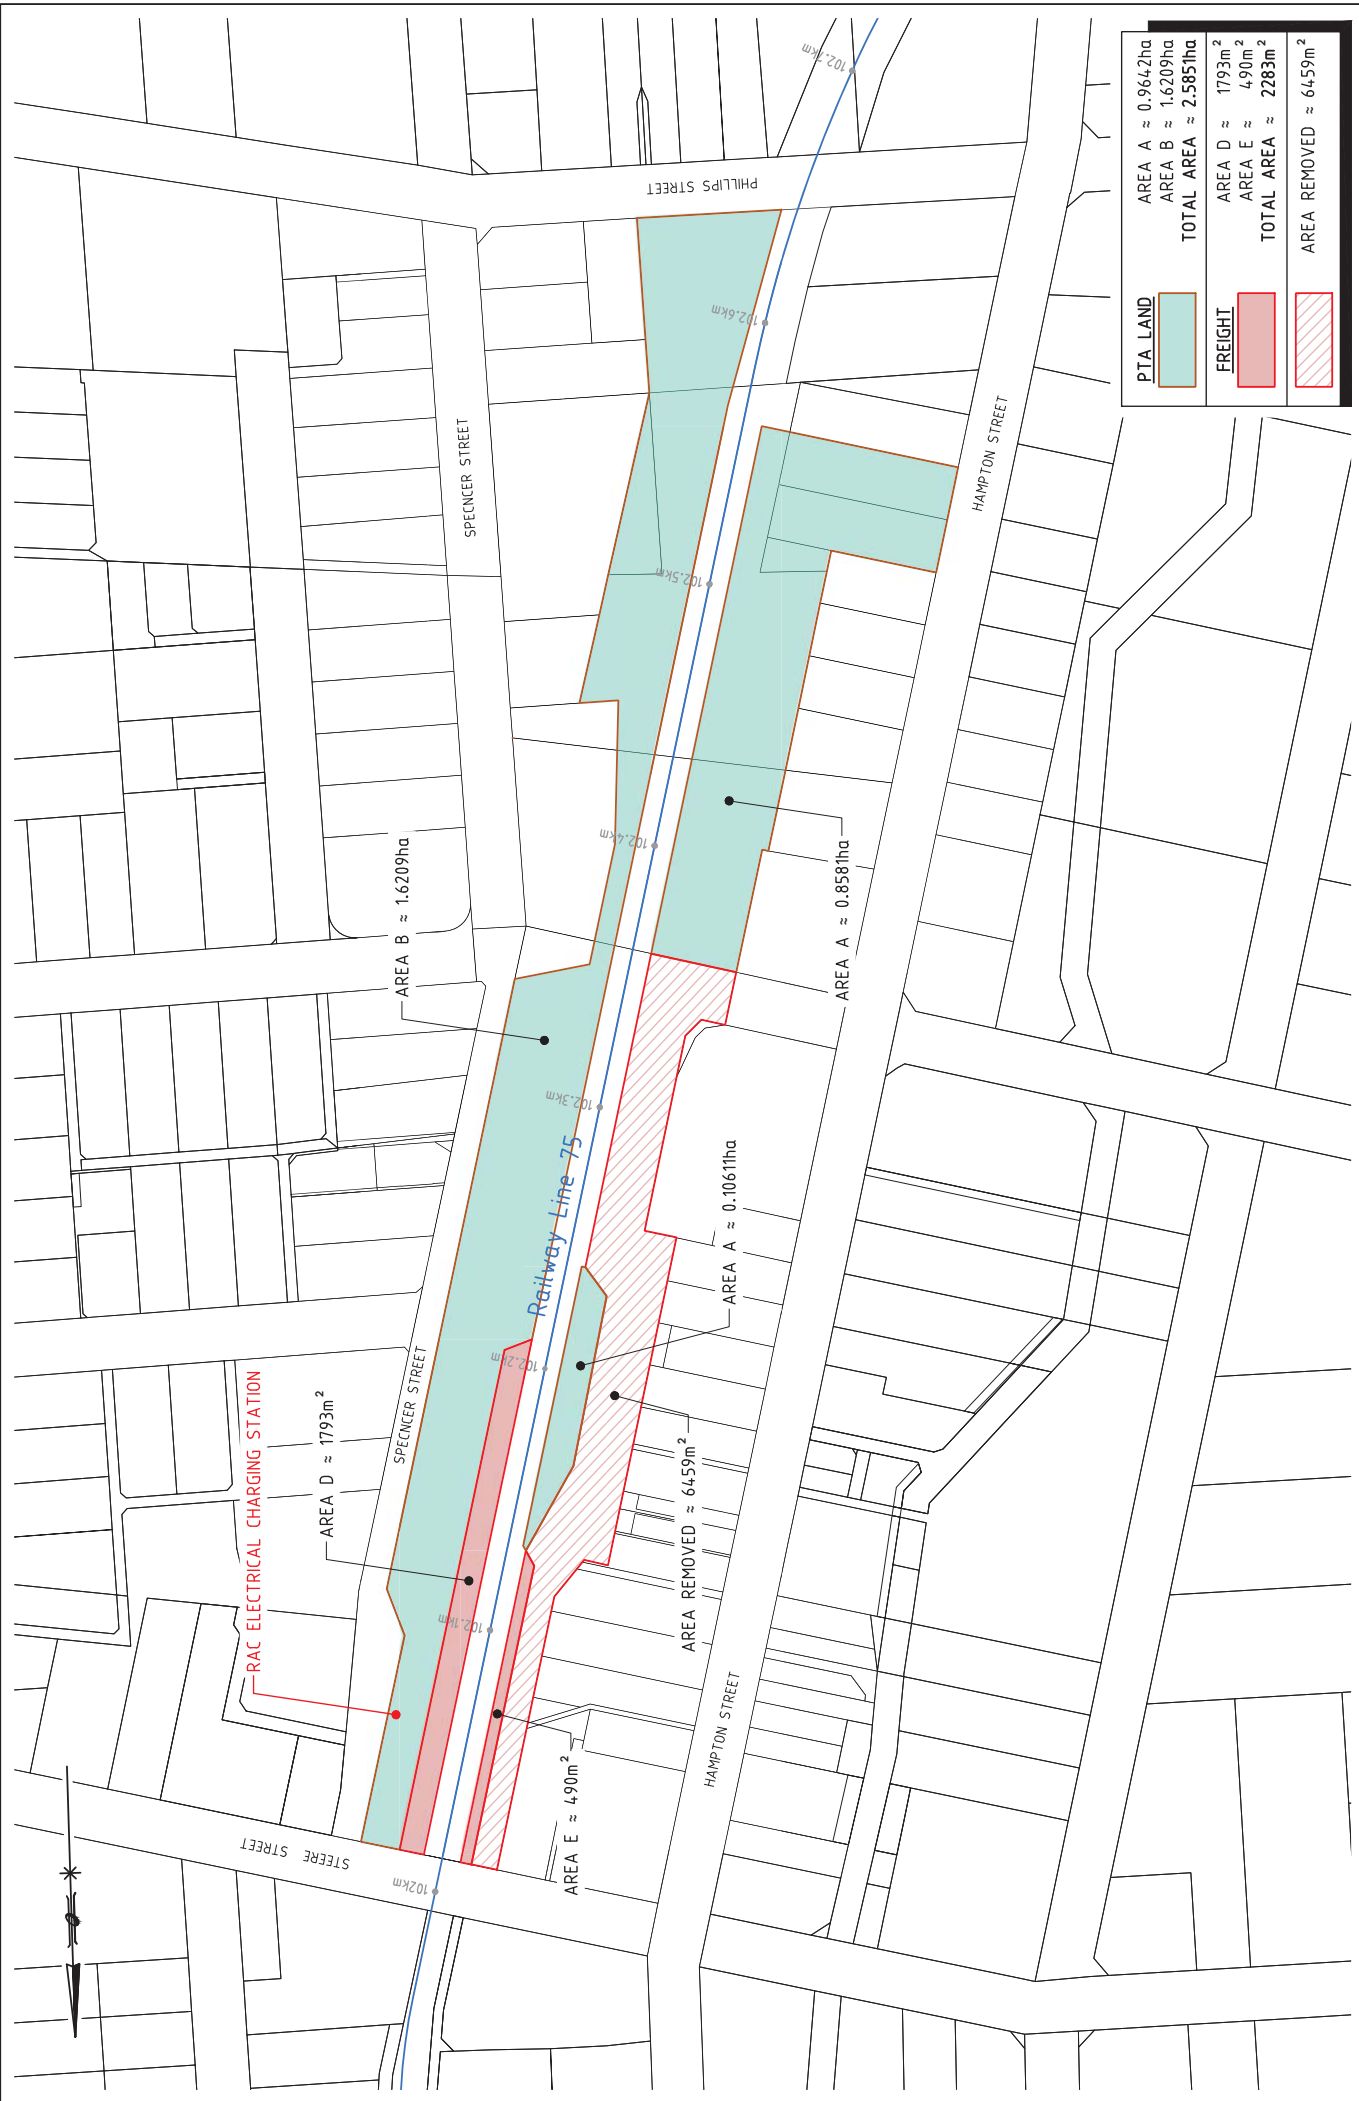 PTA LAND
AREA A ≈ 0.9642ha
AREA B ≈ 1.6209ha
TOTAL AREA ≈ 2.5851ha
FREIGHT
AREA D ≈ 1793m²
AREA E ≈ 490m²
TOTAL AREA ≈ 2283m²
AREA REMOVED ≈ 6459m²
PHILLIPS STREET
SPECNCER STREET
HAMPTON STREET
102.7km
102.6km
102.5km
102.4km
102.3km
102.2km
102.1km
102km
AREA B ≈ 1.6209ha
AREA A ≈ 0.8581ha
Railway Line 75
AREA A ≈ 0.10611ha
SPECNCER STREET
RAC ELECTRICAL CHARGING STATION
AREA D ≈ 1793m²
AREA REMOVED ≈ 6459m²
HAMPTON STREET
AREA E ≈ 490m²
STEERE STREET